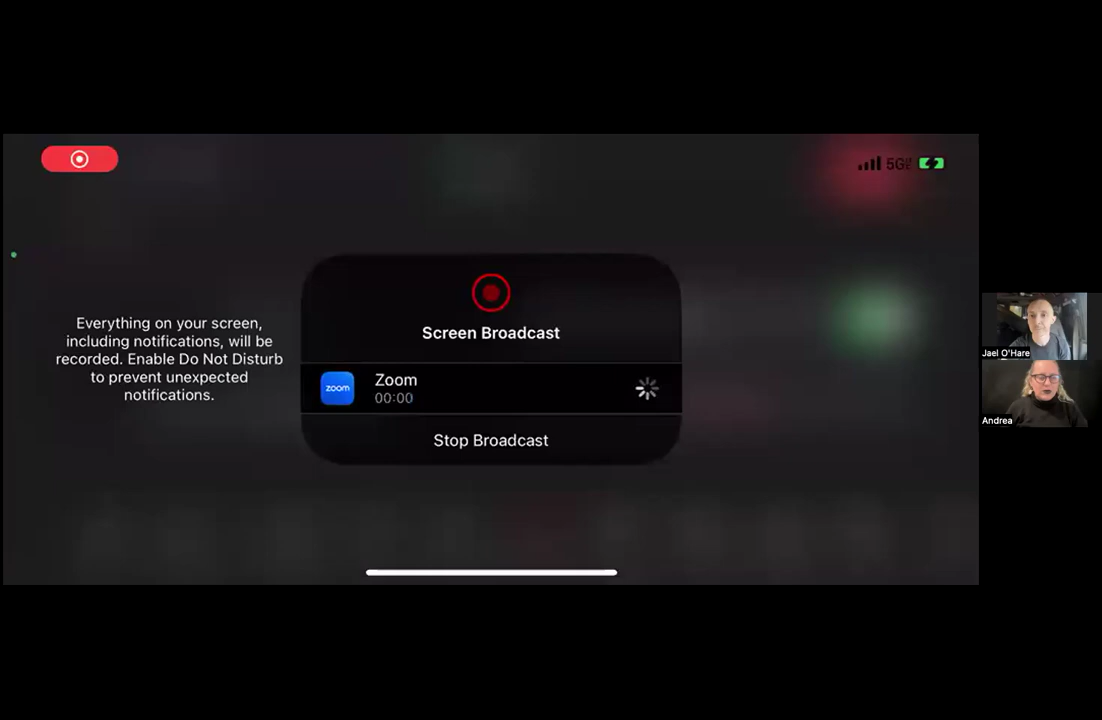 5G
Everything on your screen,
including notifications, will be
recorded. Enable Do Not Disturb
to prevent unexpected
notifications.
Screen Broadcast
zoom
Zoom
00:00
Stop Broadcast
Jael O'Hare
Andrea